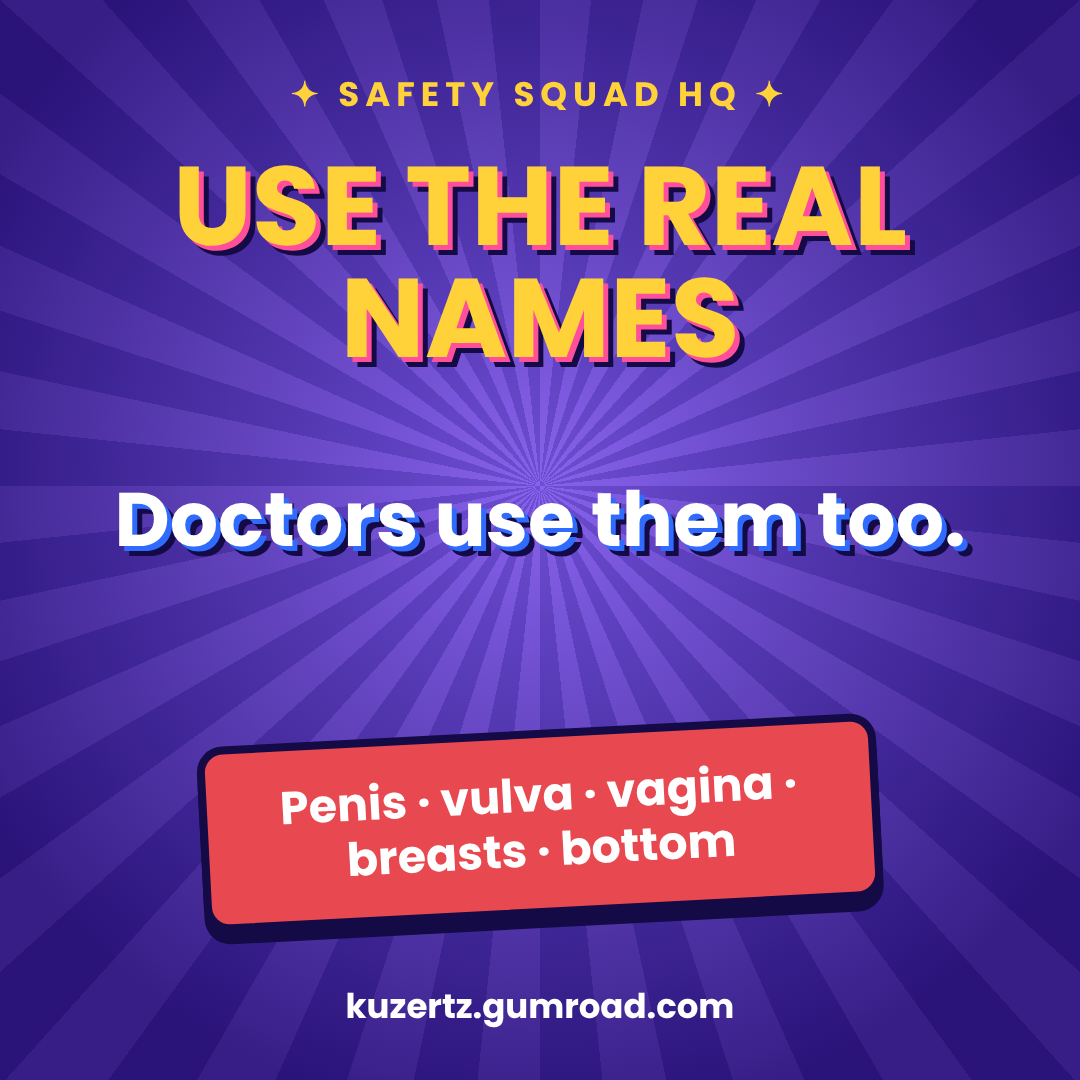 ✦ SAFETY SQUAD HQ ✦
USE THE REAL
NAMES
Doctors use them too.
Penis · vulva · vagina ·
breasts · bottom
kuzertz.gumroad.com